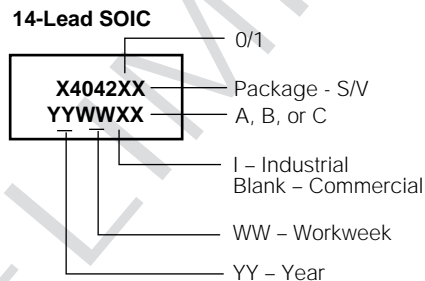 14-Lead SOIC
0/1
X4042XX
Package - S/V
YYWWXX
A, B, or C
I – Industrial
Blank – Commercial
WW – Workweek
YY – Year